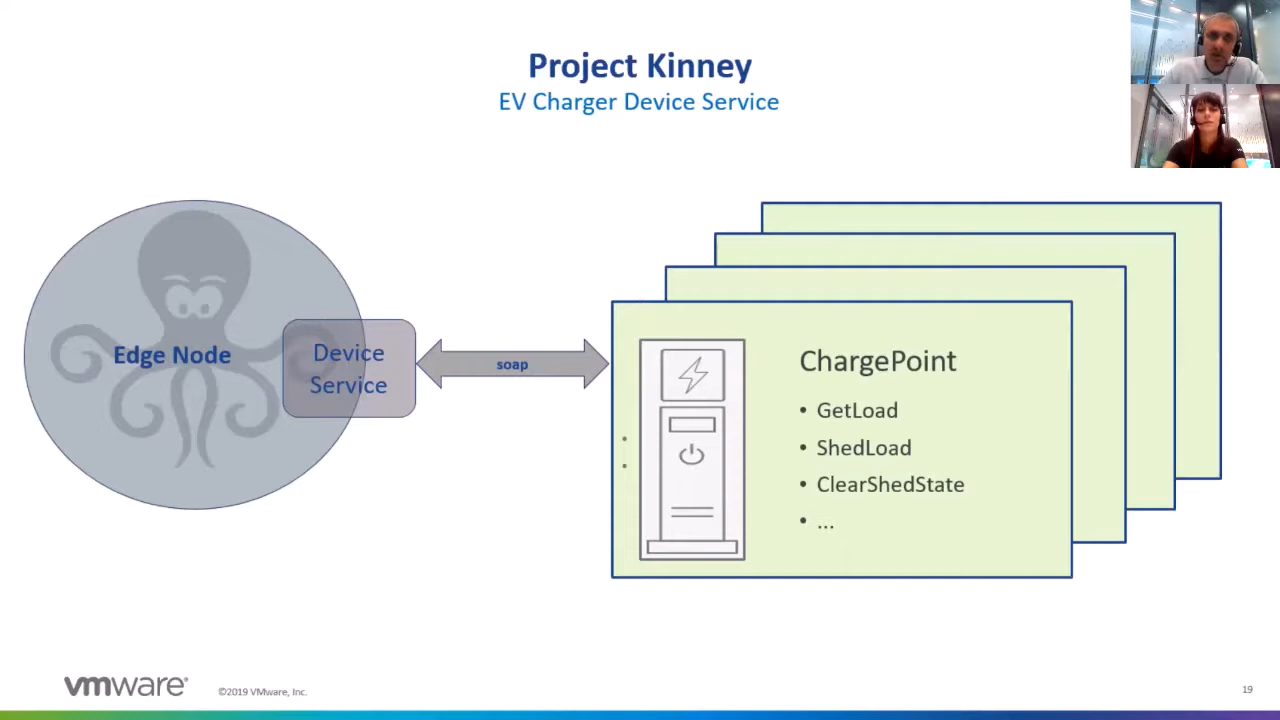 Project Kinney
EV Charger Device Service
Edge Node
Device
Service
soap
ChargePoint
• GetLoad
• ShedLoad
• ClearShedState
• ...
vmware®
©2019 VMware, Inc.
19